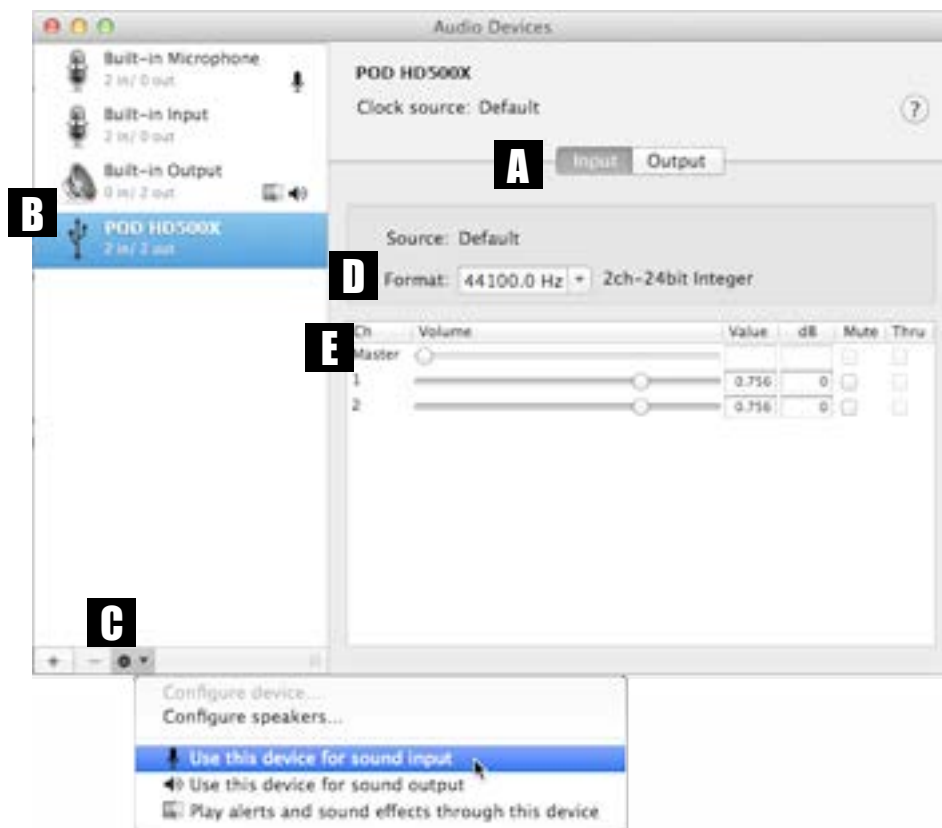 Audio Devices
Built-in Microphone
2 in/ 0 out
Built-in Input
2 in/ 0 out
Built-in Output
0 in/ 2 out
B
POD HD500X
2 in/ 2 out
C
+ −
POD HD500X
Clock source: Default
?
A
Input Output
Source: Default
D
Format: 44100.0 Hz 2ch-24bit Integer
E
Ch Volume Value dB Mute Thru
Master
1 0.756 0
2 0.756 0
Configure device...
Configure speakers...
Use this device for sound input
Use this device for sound output
Play alerts and sound effects through this device